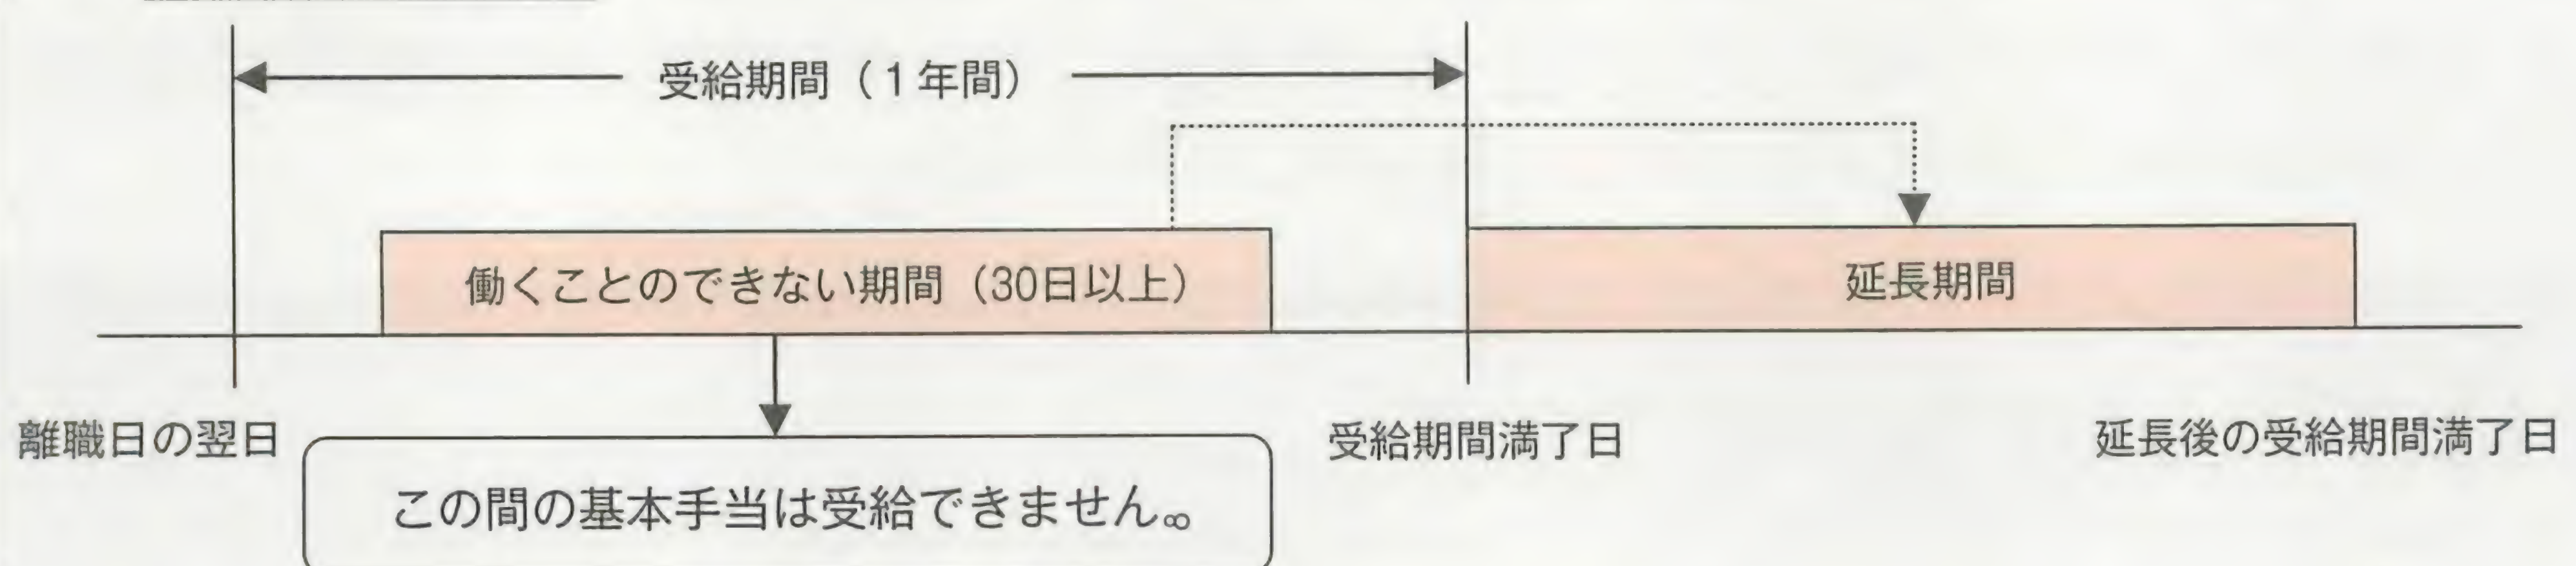 受給期間（１年間）
働くことのできない期間（30日以上）
延長期間
離職日の翌日
受給期間満了日
延長後の受給期間満了日
この間の基本手当は受給できません。